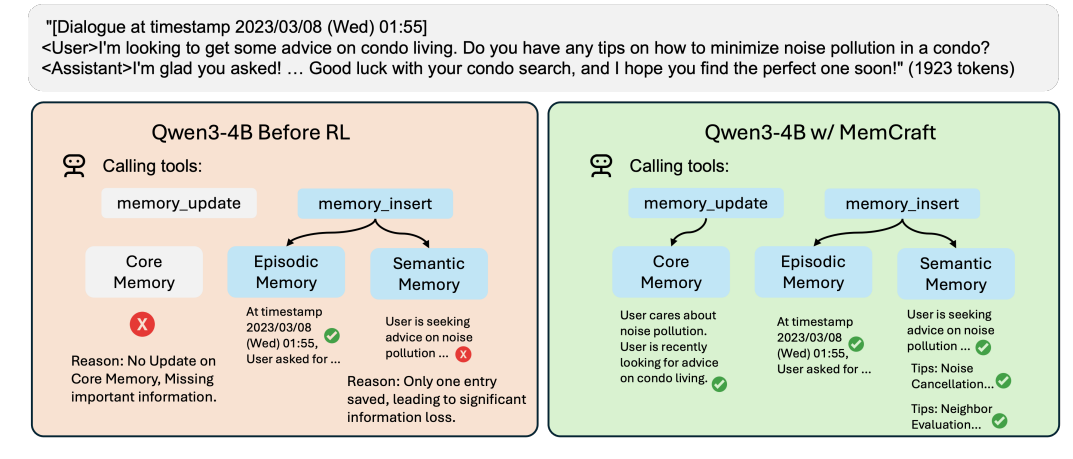 "[Dialogue at timestamp 2023/03/08 (Wed) 01:55]
<User>I'm looking to get some advice on condo living. Do you have any tips on how to minimize noise pollution in a condo?
<Assistant>I'm glad you asked! … Good luck with your condo search, and I hope you find the perfect one soon!" (1923 tokens)
Qwen3-4B Before RL
Calling tools:
memory_update
memory_insert
Core
Memory
Episodic
Memory
Semantic
Memory
X
Reason: No Update on
Core Memory, Missing
important information.
At timestamp
2023/03/08
(Wed) 01:55,
User asked for ...
User is seeking
advice on noise
pollution ...
X
Reason: Only one entry
saved, leading to significant
information loss.
Qwen3-4B w/ MemCraft
Calling tools:
memory_update
memory_insert
Core
Memory
Episodic
Memory
Semantic
Memory
User cares about
noise pollution.
User is recently
looking for advice
on condo living.
At timestamp
2023/03/08
(Wed) 01:55,
User asked for ...
User is seeking
advice on noise
pollution ...
Tips: Noise
Cancellation...
Tips: Neighbor
Evaluation...